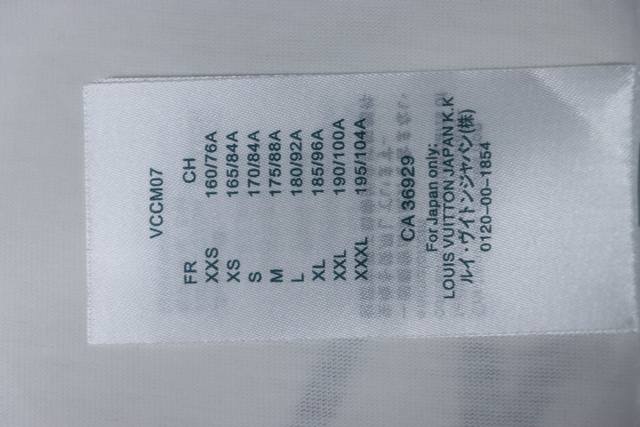 VCCM07
FR CH
XXS 160/76A
XS 165/84A
S 170/84A
M 175/88A
L 180/92A
XL 185/96A
XXL 190/100A
XXXL 195/104A
CA 36929
For Japan only:
LOUIS VUITTON JAPAN K.K
ルイ・ヴィトンジャパン(株)
0120-00-1854